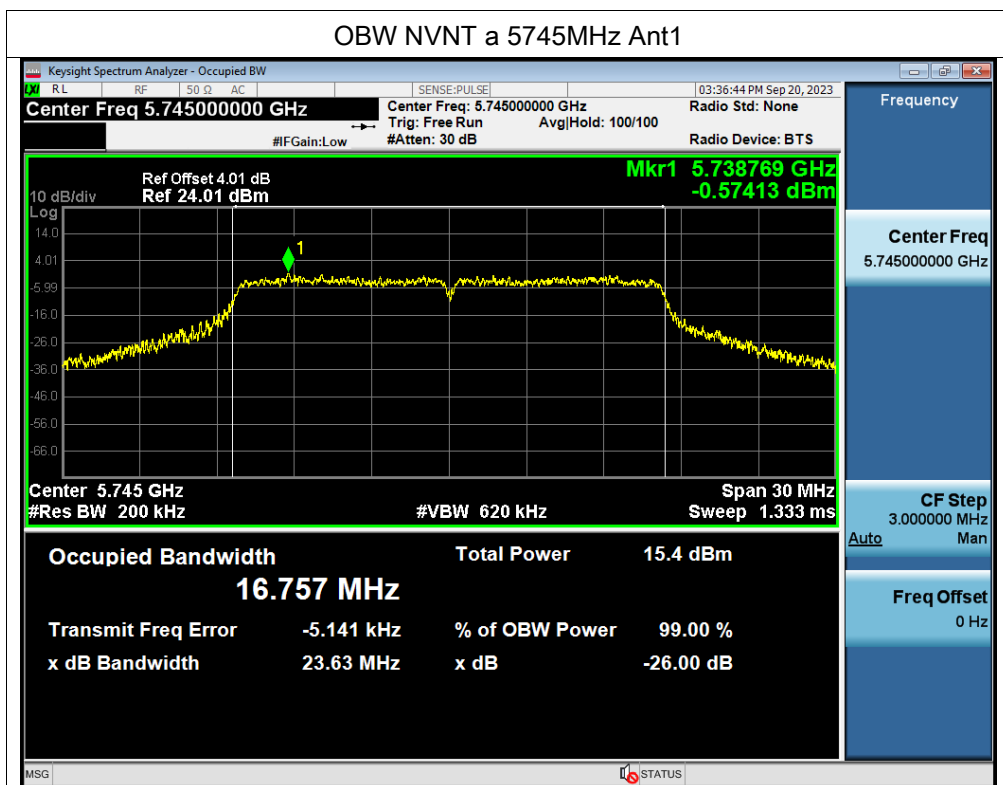 OBW NVNT a 5745MHz Ant1
Keysight Spectrum Analyzer - Occupied BW
LXI RL RF 50 Ω AC SENSE:PULSE 03:36:44 PM Sep 20, 2023
Center Freq 5.745000000 GHz Center Freq: 5.745000000 GHz Radio Std: None
Trig: Free Run Avg|Hold: 100/100
#IFGain:Low #Atten: 30 dB Radio Device: BTS
Mkr1 5.738769 GHz
-0.57413 dBm
Ref Offset 4.01 dB
10 dB/div Ref 24.01 dBm
Log
14.0
1
4.01
-5.99
-16.0
-26.0
-36.0
-46.0
-56.0
-66.0
Center 5.745 GHz Span 30 MHz
#Res BW 200 kHz #VBW 620 kHz Sweep 1.333 ms
Occupied Bandwidth Total Power 15.4 dBm
16.757 MHz
Transmit Freq Error -5.141 kHz % of OBW Power 99.00 %
x dB Bandwidth 23.63 MHz x dB -26.00 dB
Frequency
Center Freq
5.745000000 GHz
CF Step
3.000000 MHz
Auto Man
Freq Offset
0 Hz
MSG STATUS